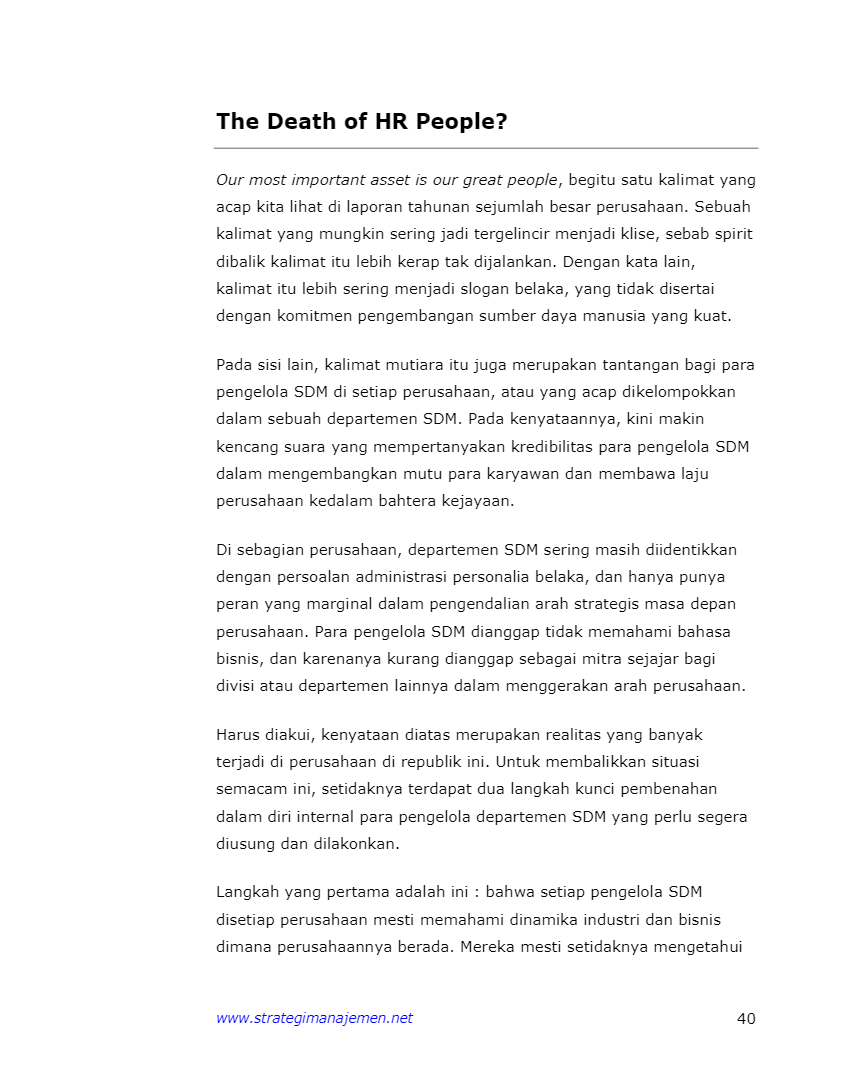 The Death of HR People?
Our most important asset is our great people, begitu satu kalimat yang
acap kita lihat di laporan tahunan sejumlah besar perusahaan. Sebuah
kalimat yang mungkin sering jadi tergelincir menjadi klise, sebab spirit
dibalik kalimat itu lebih kerap tak dijalankan. Dengan kata lain,
kalimat itu lebih sering menjadi slogan belaka, yang tidak disertai
dengan komitmen pengembangan sumber daya manusia yang kuat.
Pada sisi lain, kalimat mutiara itu juga merupakan tantangan bagi para
pengelola SDM di setiap perusahaan, atau yang acap dikelompokkan
dalam sebuah departemen SDM. Pada kenyataannya, kini makin
kencang suara yang mempertanyakan kredibilitas para pengelola SDM
dalam mengembangkan mutu para karyawan dan membawa laju
perusahaan kedalam bahtera kejayaan.
Di sebagian perusahaan, departemen SDM sering masih diidentikkan
dengan persoalan administrasi personalia belaka, dan hanya punya
peran yang marginal dalam pengendalian arah strategis masa depan
perusahaan. Para pengelola SDM dianggap tidak memahami bahasa
bisnis, dan karenanya kurang dianggap sebagai mitra sejajar bagi
divisi atau departemen lainnya dalam menggerakan arah perusahaan.
Harus diakui, kenyataan diatas merupakan realitas yang banyak
terjadi di perusahaan di republik ini. Untuk membalikkan situasi
semacam ini, setidaknya terdapat dua langkah kunci pembenahan
dalam diri internal para pengelola departemen SDM yang perlu segera
diusung dan dilakonkan.
Langkah yang pertama adalah ini : bahwa setiap pengelola SDM
disetiap perusahaan mesti memahami dinamika industri dan bisnis
dimana perusahaannya berada. Mereka mesti setidaknya mengetahui
www.strategimanajemen.net 40